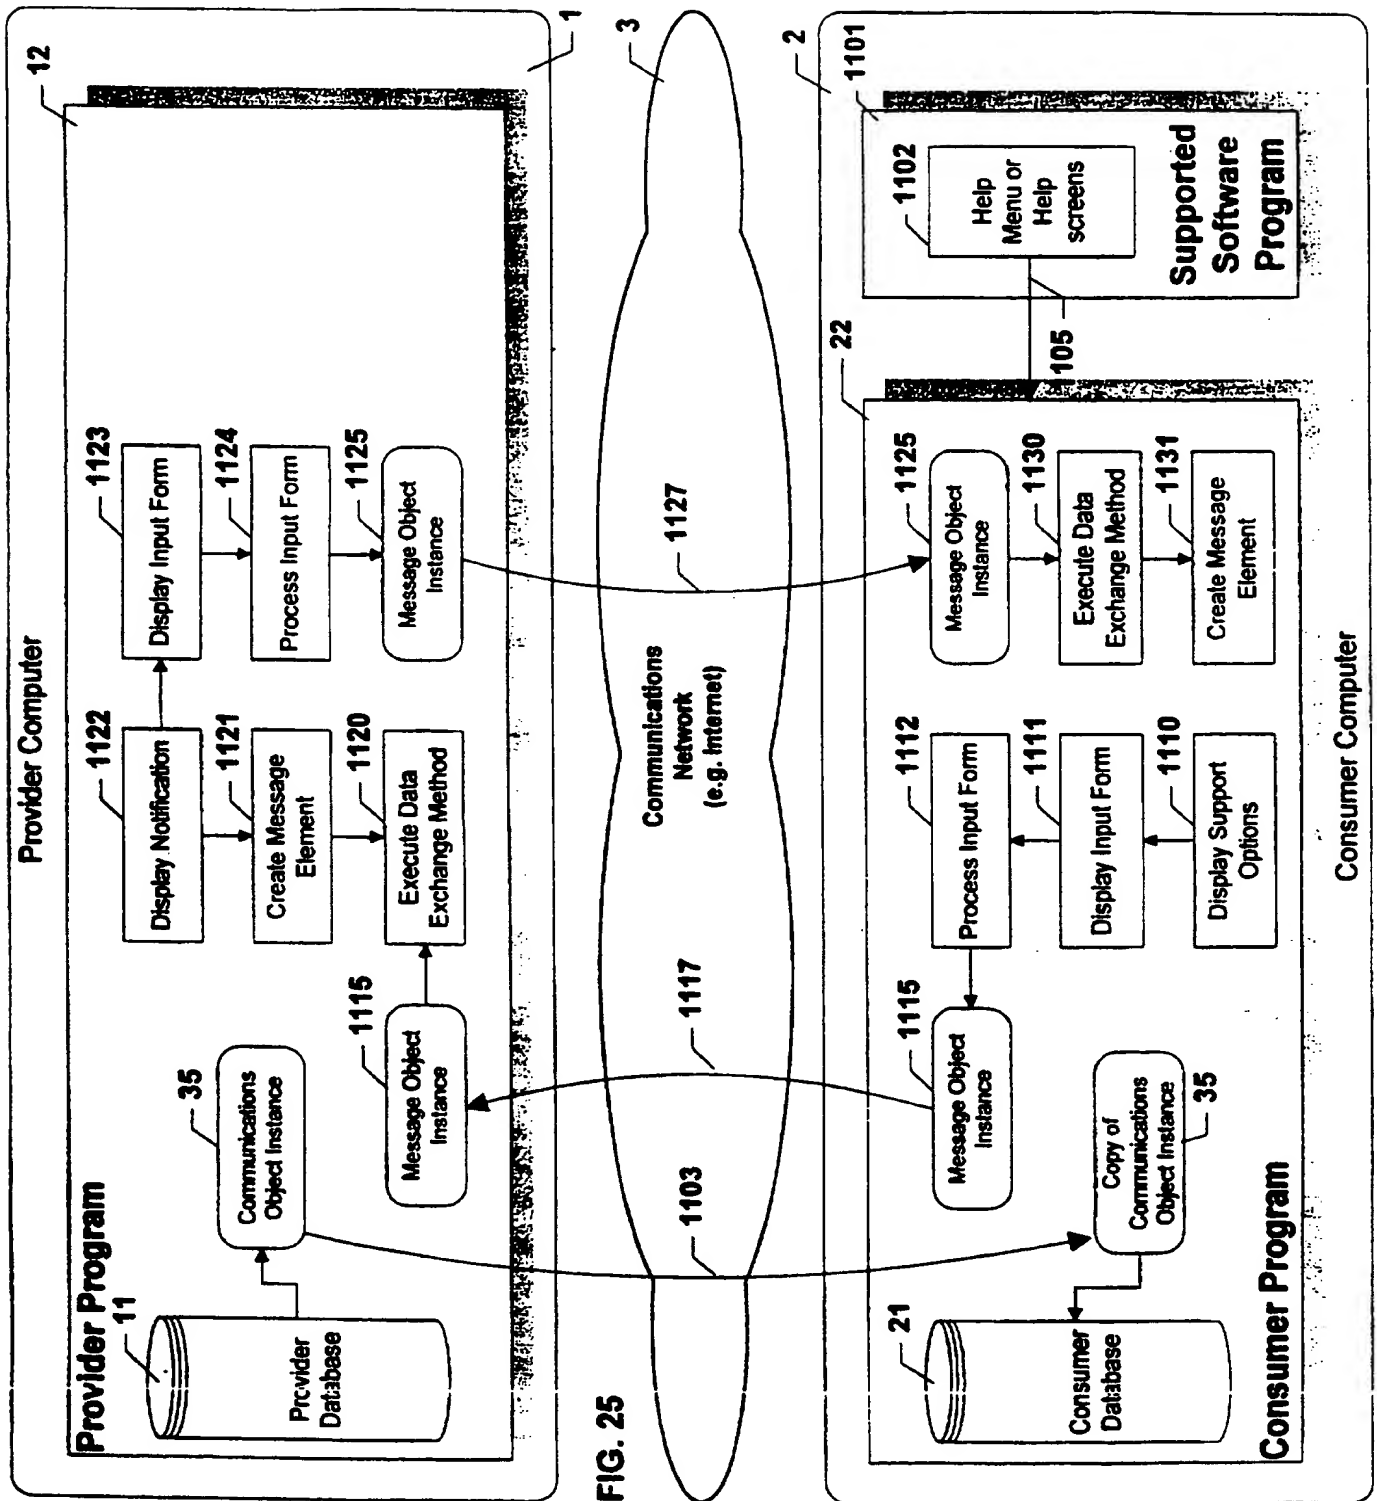 Provider Computer
1
12
Provider Program
11
Provider
Database
35
Communications
Object Instance
1115
Message Object
Instance
1122
Display Notification
1121
Create Message
Element
1120
Execute Data
Exchange Method
1123
Display Input Form
1124
Process Input Form
1125
Message Object
Instance
3
Communications
Network
(e.g. Internet)
1103
1117
1127
FIG. 25
2
22
21
Consumer
Database
Copy of
Communications
Object Instance
35
1115
Message Object
Instance
1112
Process Input Form
1111
Display Input Form
1110
Display Support
Options
1125
Message Object
Instance
1130
Execute Data
Exchange Method
1131
Create Message
Element
105
1101
1102
Help
Menu or
Help
screens
Supported
Software
Program
Consumer Program
Consumer Computer